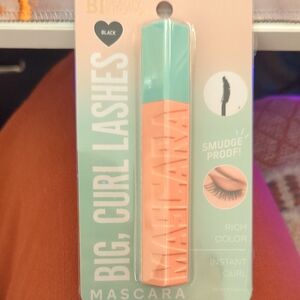 BLACK
BIG, CURL LASHES
MASCARA
MASCARA
SMUDGE
PROOF!
RICH
COLOR
INSTANT
CURL